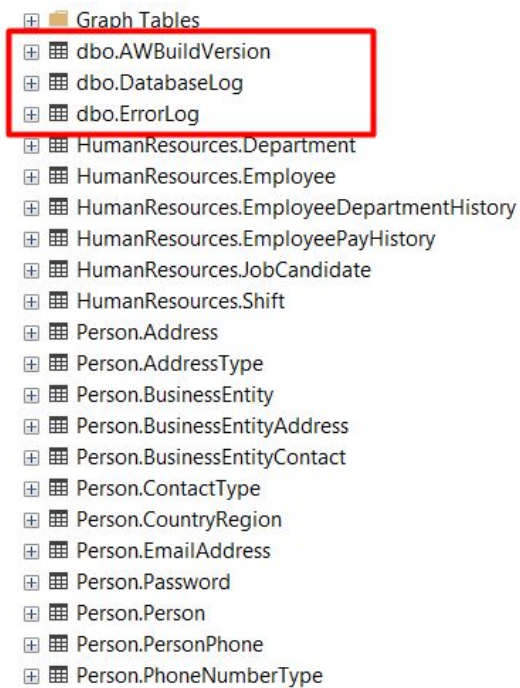 Graph Tables
dbo.AWBuildVersion
dbo.DatabaseLog
dbo.ErrorLog
HumanResources.Department
HumanResources.Employee
HumanResources.EmployeeDepartmentHistory
HumanResources.EmployeePayHistory
HumanResources.JobCandidate
HumanResources.Shift
Person.Address
Person.AddressType
Person.BusinessEntity
Person.BusinessEntityAddress
Person.BusinessEntityContact
Person.ContactType
Person.CountryRegion
Person.EmailAddress
Person.Password
Person.Person
Person.PersonPhone
Person.PhoneNumberType